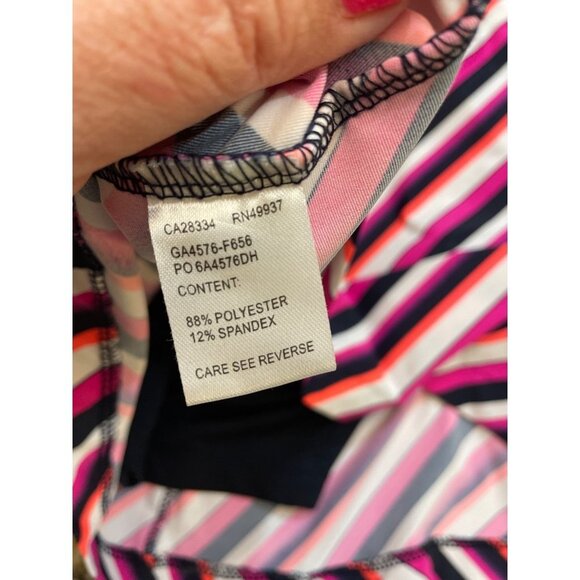 CA28334 RN49937
GA4576-F656
PO 6A4576DH
CONTENT:
88% POLYESTER
12% SPANDEX
CARE SEE REVERSE